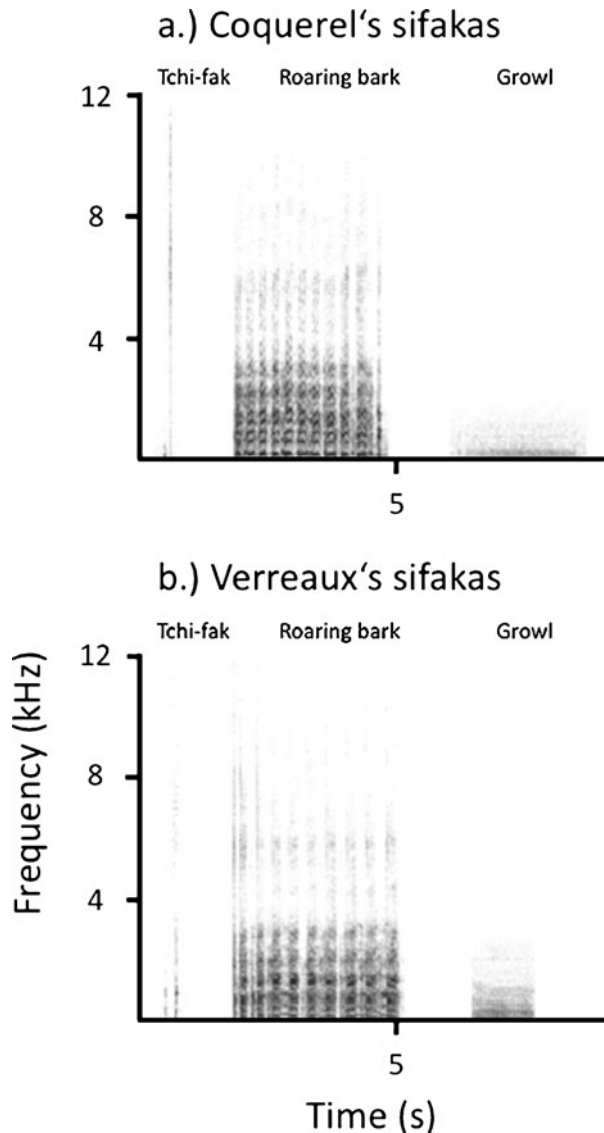 a.) Coquerel‘s sifakas
Tchi-fak Roaring bark Growl
12
8
4
5
b.) Verreaux‘s sifakas
Tchi-fak Roaring bark Growl
12
8
4
Frequency (kHz)
5
Time (s)